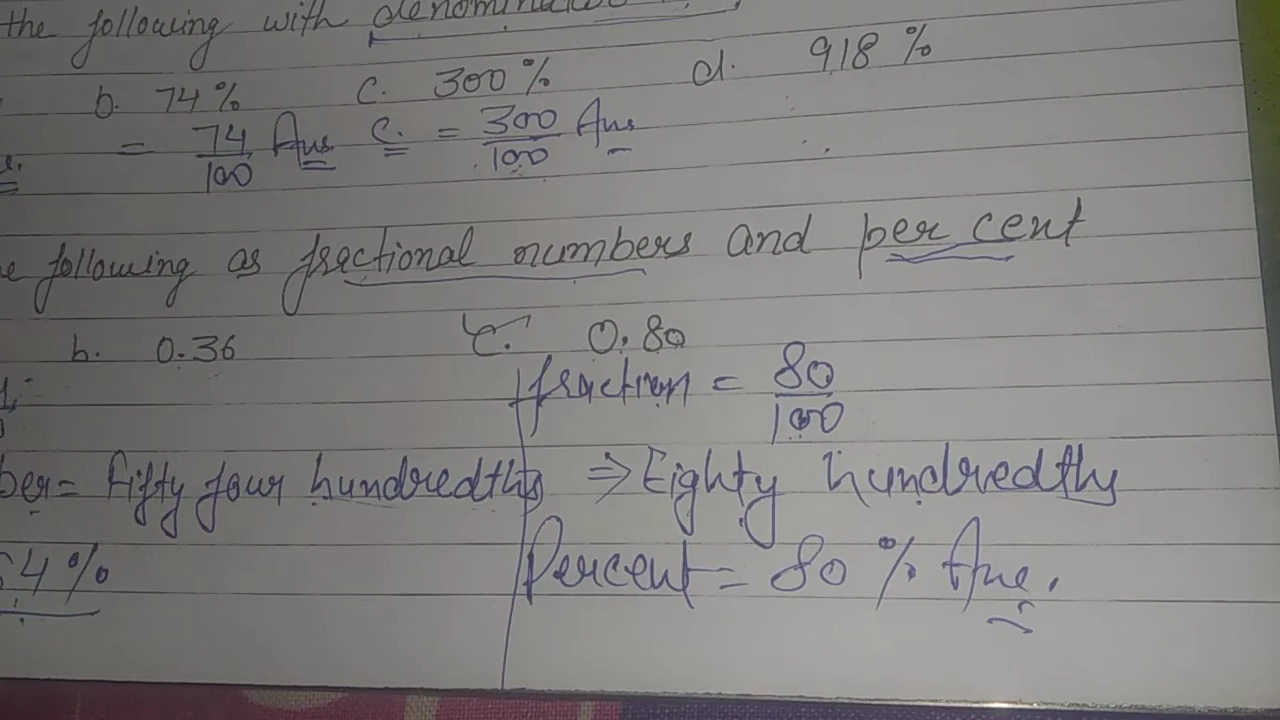 the following with denominator
b. 74% c. 300% d. 918%
= 74/100 Ans c. = 300/100 Ans
following as fractional numbers and per cent
b. 0.36 c. 0.80
fraction = 80/100
ber = Fifty four hundredths ⇒ Eighty hundredths
4% Percent = 80% Ans.